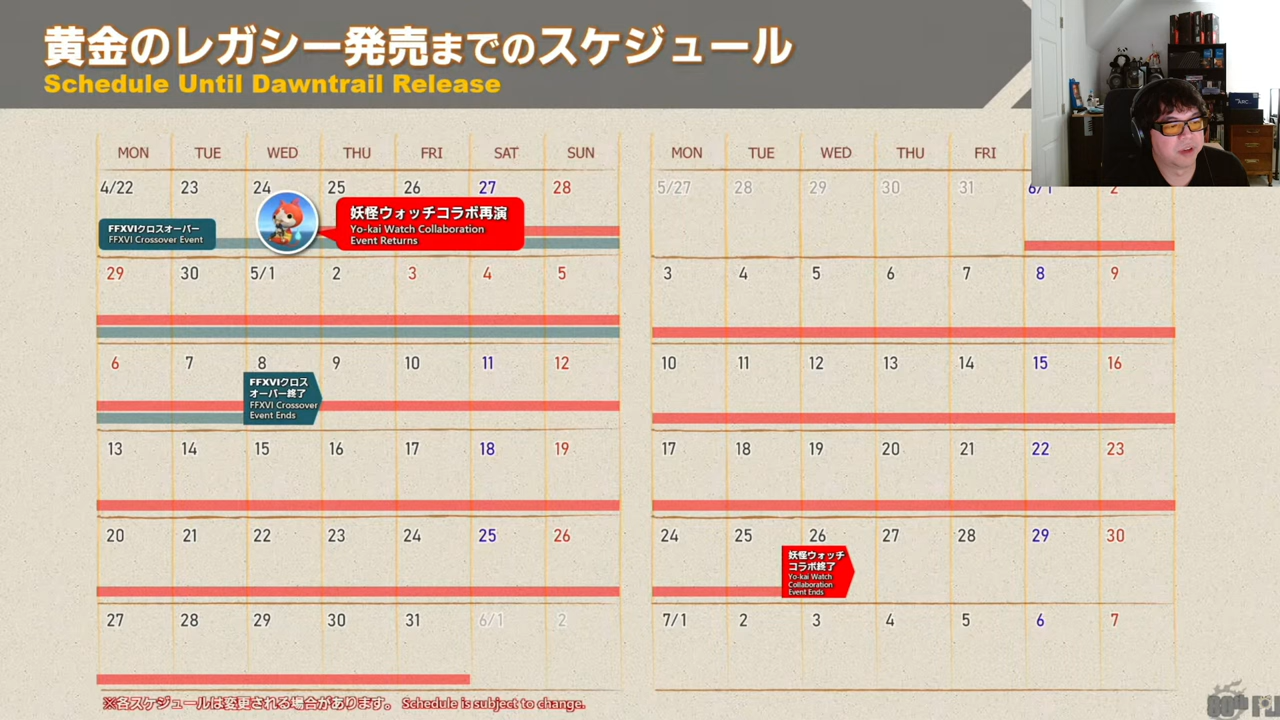 黄金のレガシー発売までのスケジュール
Schedule Until Dawntrail Release
MON TUE WED THU FRI SAT SUN
4/22 23 24 25 26 27 28
FFXVIクロスオーバー
FFXVI Crossover Event
妖怪ウォッチコラボ再演
Yo-kai Watch Collaboration
Event Returns
29 30 5/1 2 3 4 5
6 7 8 9 10 11 12
FFXVIクロス
オーバー終了
FFXVI Crossover
Event Ends
13 14 15 16 17 18 19
20 21 22 23 24 25 26
27 28 29 30 31 6/1 2
MON TUE WED THU FRI
5/27 28 29 30 31 6/1 2
3 4 5 6 7 8 9
10 11 12 13 14 15 16
17 18 19 20 21 22 23
24 25 26 27 28 29 30
妖怪ウォッチ
コラボ終了
Yo-kai Watch
Collaboration
Event Ends
7/1 2 3 4 5 6 7
※各スケジュールは変更される場合があります。 Schedule is subject to change.